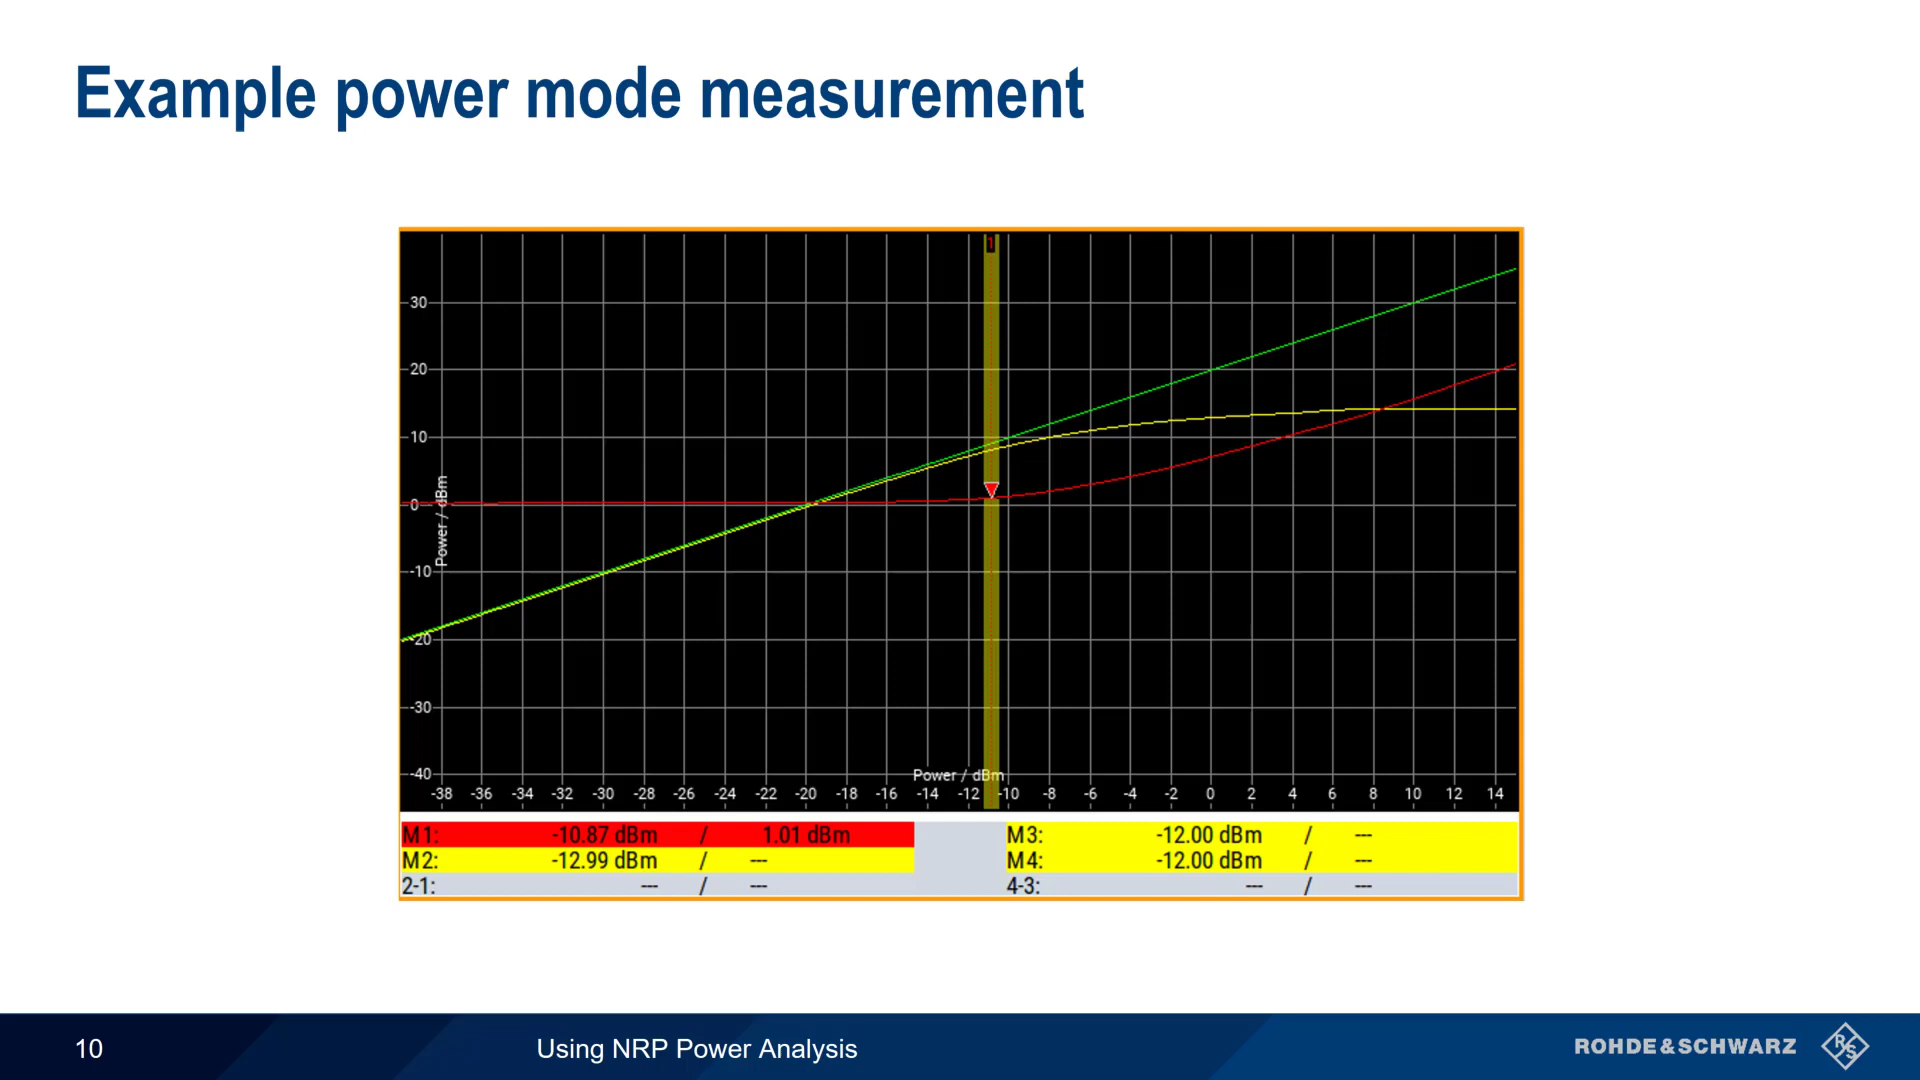 Example power mode measurement
1
30
20
10
0
-10
-20
-30
-40
Power / dBm
Power / dBm
-38 -36 -34 -32 -30 -28 -26 -24 -22 -20 -18 -16 -14 -12 -10 -8 -6 -4 -2 0 2 4 6 8 10 12 14
M1: -10.87 dBm / 1.01 dBm M3: -12.00 dBm / ---
M2: -12.99 dBm / --- M4: -12.00 dBm / ---
2-1: --- / --- 4-3: --- / ---
10 Using NRP Power Analysis ROHDE&SCHWARZ R S